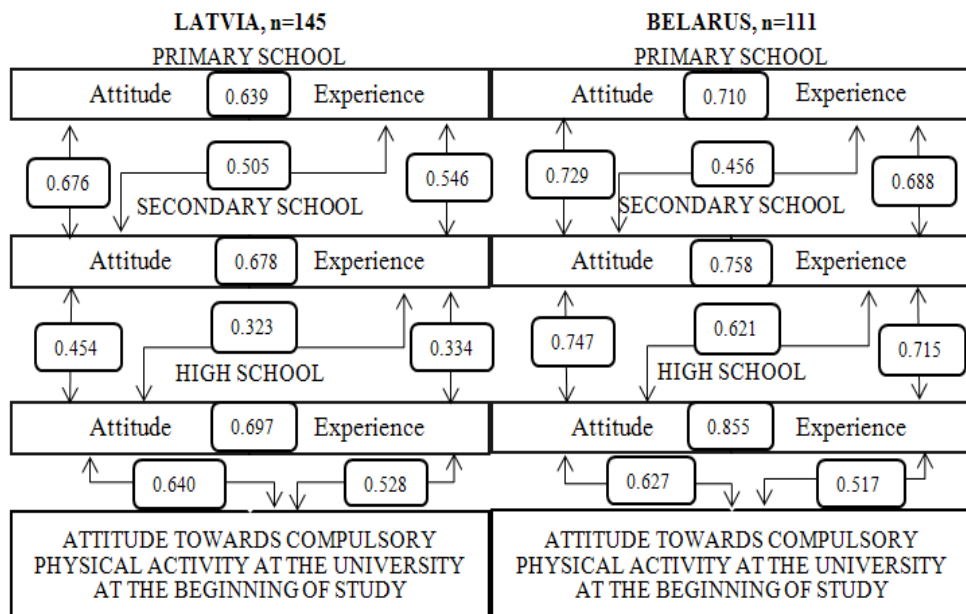 LATVIA, n=145
PRIMARY SCHOOL
Attitude 0.639 Experience
0.676 0.505 0.546
SECONDARY SCHOOL
Attitude 0.678 Experience
0.454 0.323 0.334
HIGH SCHOOL
Attitude 0.697 Experience
0.640 0.528
ATTITUDE TOWARDS COMPULSORY
PHYSICAL ACTIVITY AT THE UNIVERSITY
AT THE BEGINNING OF STUDY
BELARUS, n=111
PRIMARY SCHOOL
Attitude 0.710 Experience
0.729 0.456 0.688
SECONDARY SCHOOL
Attitude 0.758 Experience
0.747 0.621 0.715
HIGH SCHOOL
Attitude 0.855 Experience
0.627 0.517
ATTITUDE TOWARDS COMPULSORY
PHYSICAL ACTIVITY AT THE UNIVERSITY
AT THE BEGINNING OF STUDY